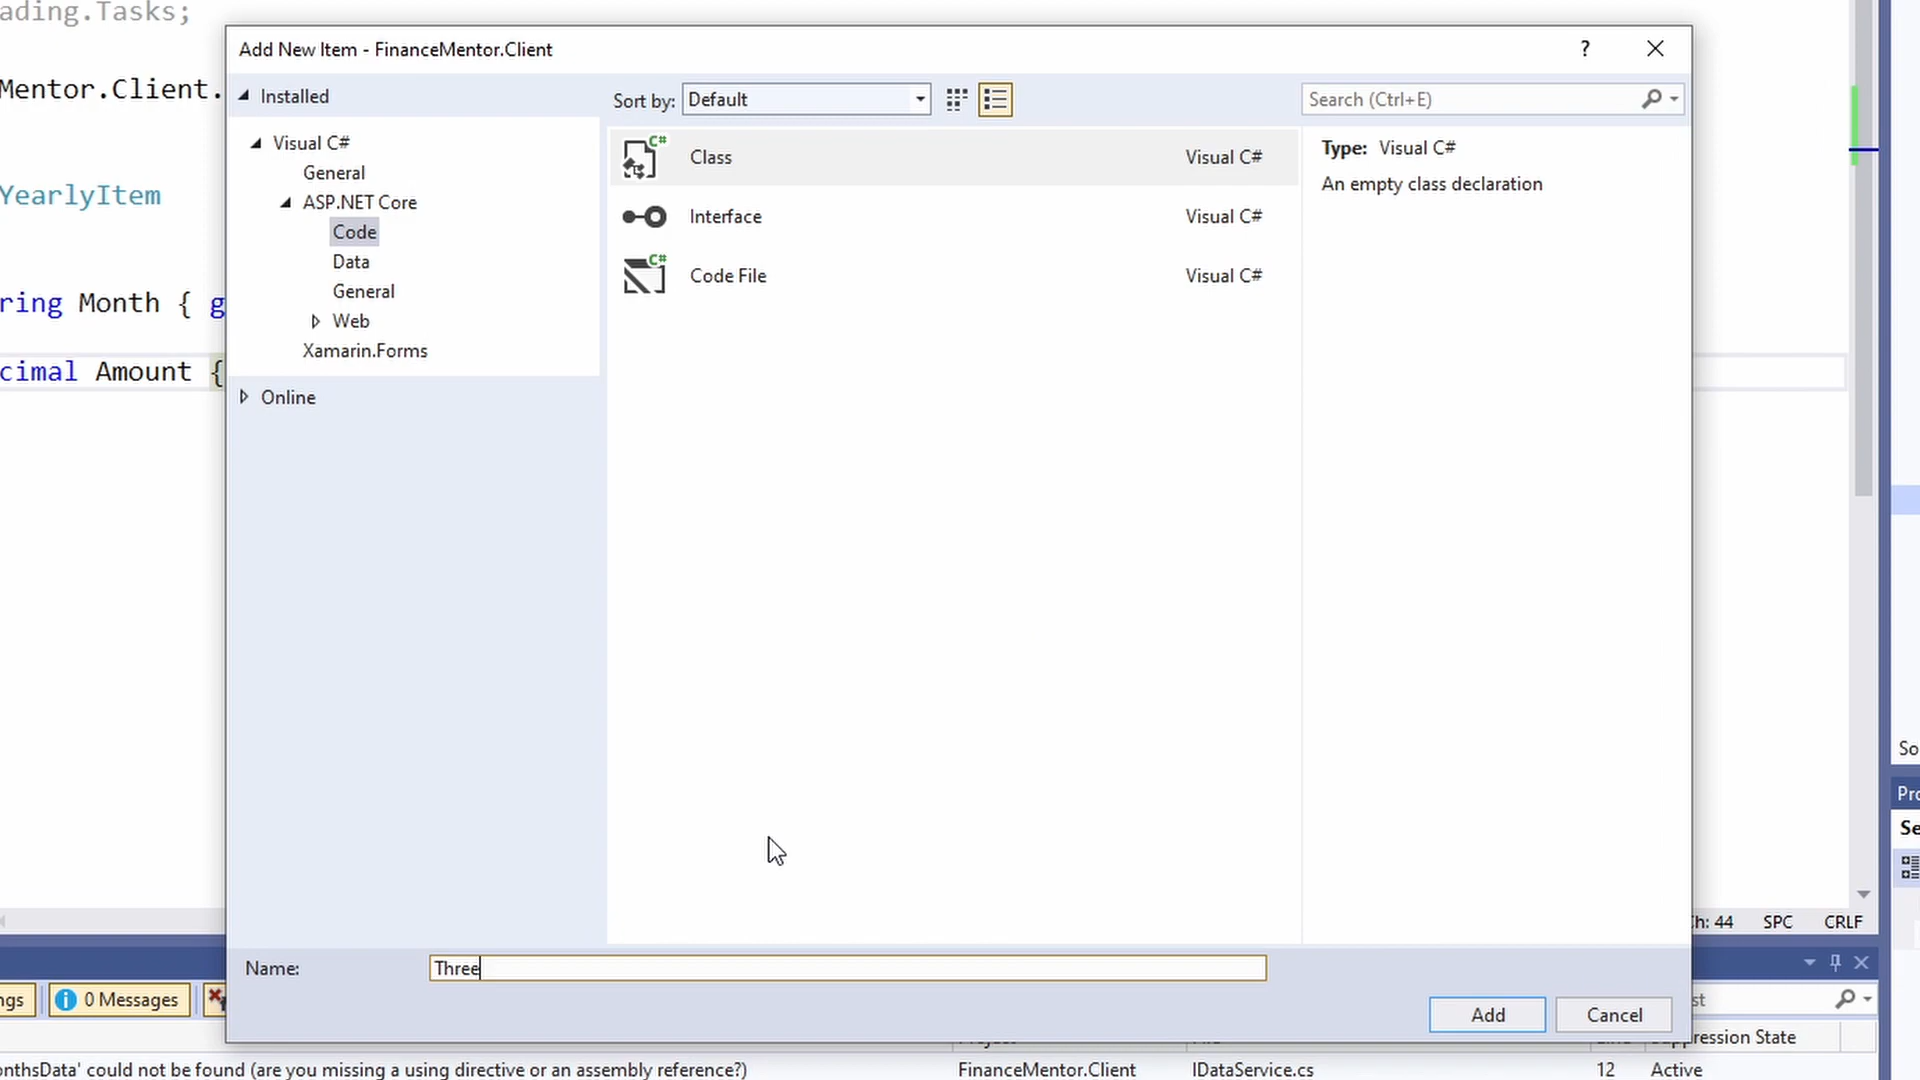 ading.Tasks;
Add New Item - FinanceMentor.Client
?
Mentor.Client.
Installed
Sort by:
Default
Search (Ctrl+E)
Visual C#
General
ASP.NET Core
Code
Data
General
Web
Xamarin.Forms
Online
C#
Class
Visual C#
Interface
Visual C#
C#
Code File
Visual C#
Type: Visual C#
An empty class declaration
YearlyItem
ring Month { g
cimal Amount {
So
Pro
Se
Ch: 44
SPC
CRLF
Name:
Three
ngs
0 Messages
Add
Cancel
st
ppression State
onthsData' could not be found (are you missing a using directive or an assembly reference?)
FinanceMentor.Client
IDataService.cs
12
Active